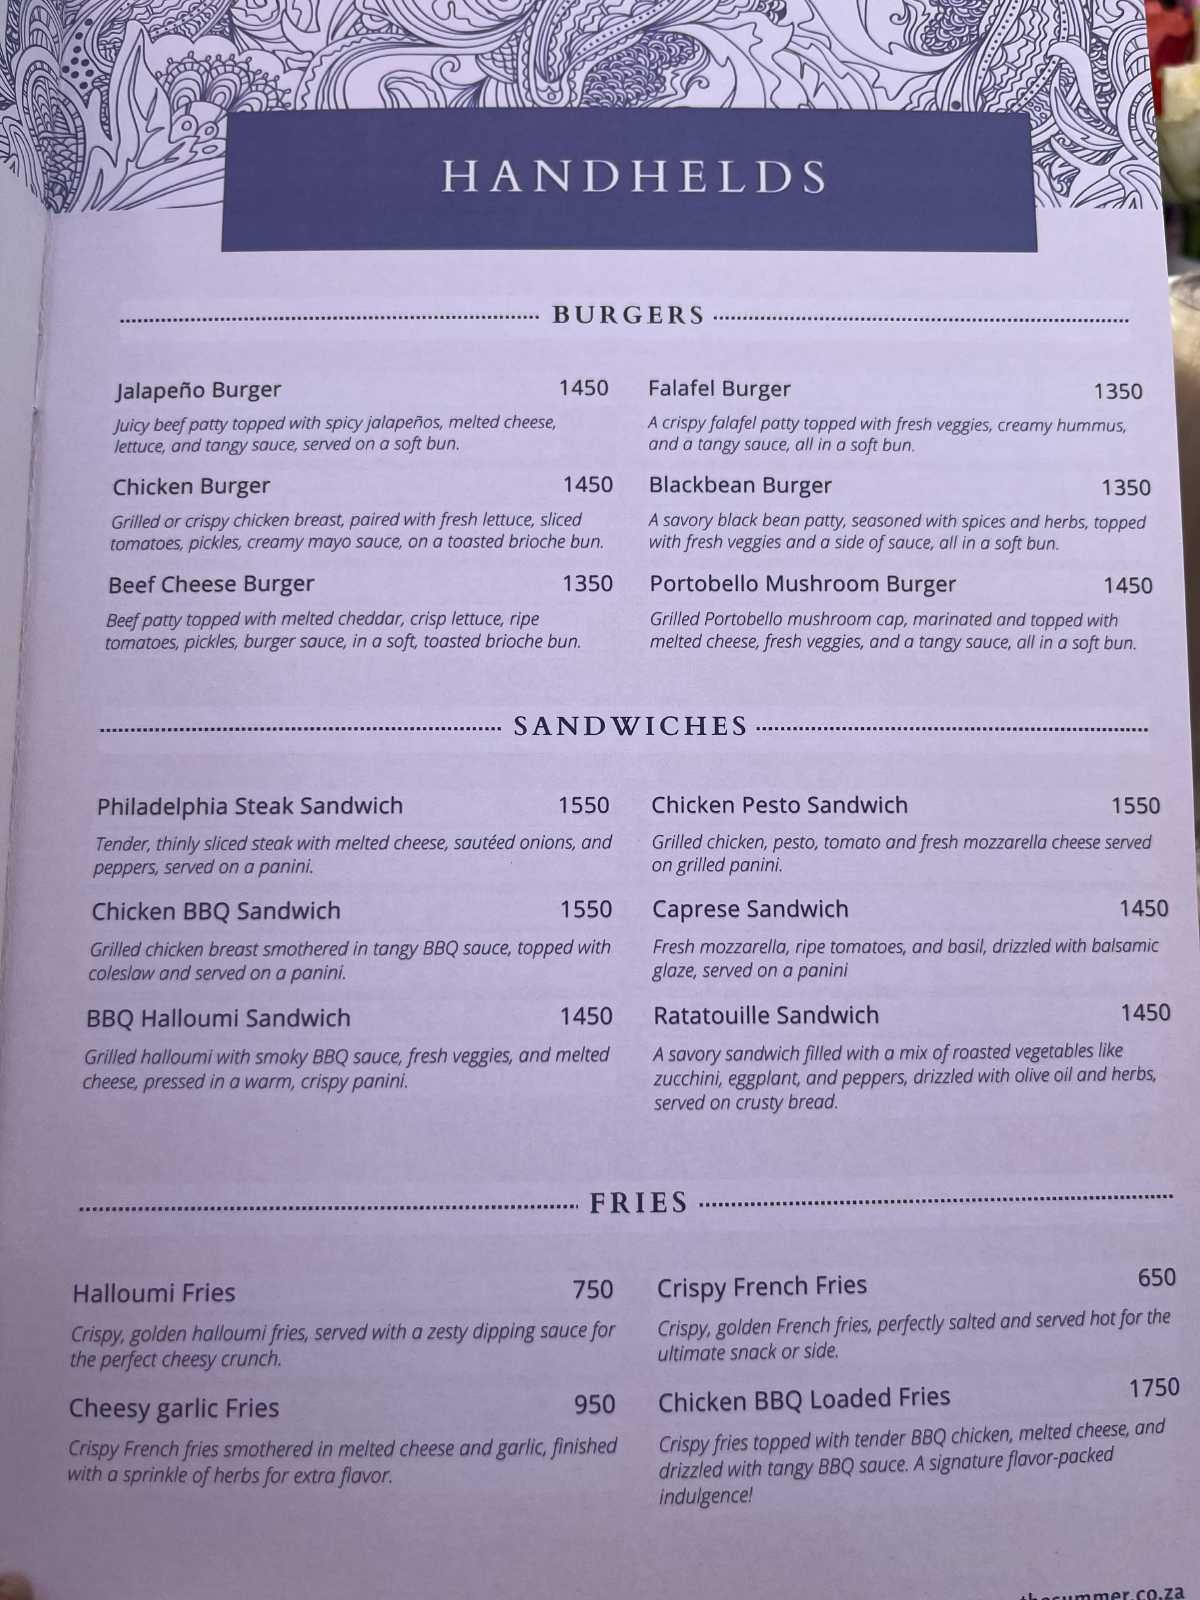 HANDHELDS
BURGERS
Jalapeño Burger 1450
Juicy beef patty topped with spicy jalapeños, melted cheese,
lettuce, and tangy sauce, served on a soft bun.
Chicken Burger 1450
Grilled or crispy chicken breast, paired with fresh lettuce, sliced
tomatoes, pickles, creamy mayo sauce, on a toasted brioche bun.
Beef Cheese Burger 1350
Beef patty topped with melted cheddar, crisp lettuce, ripe
tomatoes, pickles, burger sauce, in a soft, toasted brioche bun.
Falafel Burger 1350
A crispy falafel patty topped with fresh veggies, creamy hummus,
and a tangy sauce, all in a soft bun.
Blackbean Burger 1350
A savory black bean patty, seasoned with spices and herbs, topped
with fresh veggies and a side of sauce, all in a soft bun.
Portobello Mushroom Burger 1450
Grilled Portobello mushroom cap, marinated and topped with
melted cheese, fresh veggies, and a tangy sauce, all in a soft bun.
SANDWICHES
Philadelphia Steak Sandwich 1550
Tender, thinly sliced steak with melted cheese, sautéed onions, and
peppers, served on a panini.
Chicken BBQ Sandwich 1550
Grilled chicken breast smothered in tangy BBQ sauce, topped with
coleslaw and served on a panini.
BBQ Halloumi Sandwich 1450
Grilled halloumi with smoky BBQ sauce, fresh veggies, and melted
cheese, pressed in a warm, crispy panini.
Chicken Pesto Sandwich 1550
Grilled chicken, pesto, tomato and fresh mozzarella cheese served
on grilled panini.
Caprese Sandwich 1450
Fresh mozzarella, ripe tomatoes, and basil, drizzled with balsamic
glaze, served on a panini
Ratatouille Sandwich 1450
A savory sandwich filled with a mix of roasted vegetables like
zucchini, eggplant, and peppers, drizzled with olive oil and herbs,
served on crusty bread.
FRIES
Halloumi Fries 750
Crispy, golden halloumi fries, served with a zesty dipping sauce for
the perfect cheesy crunch.
Cheesy garlic Fries 950
Crispy French fries smothered in melted cheese and garlic, finished
with a sprinkle of herbs for extra flavor.
Crispy French Fries 650
Crispy, golden French fries, perfectly salted and served hot for the
ultimate snack or side.
Chicken BBQ Loaded Fries 1750
Crispy fries topped with tender BBQ chicken, melted cheese, and
drizzled with tangy BBQ sauce. A signature flavor-packed
indulgence!
thesummer.co.za